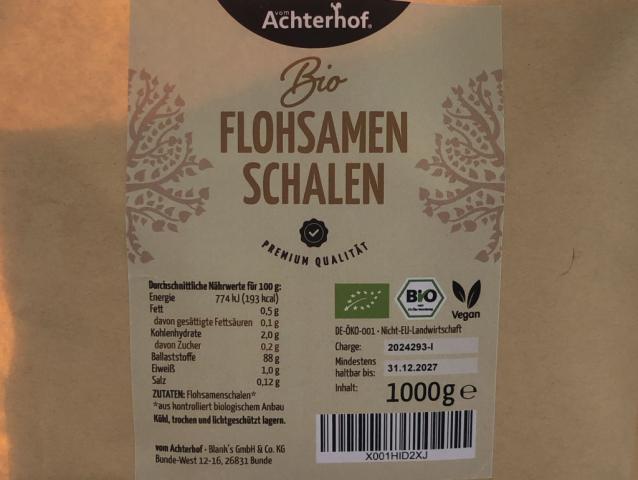 vom
Achterhof®
Bio
FLOHSAMEN
SCHALEN
PREMIUM QUALITÄT
Durchschnittliche Nährwerte für 100 g:
Energie 774 kJ (193 kcal)
Fett 0,5 g
davon gesättigte Fettsäuren 0,1 g
Kohlenhydrate 2,0 g
davon Zucker 0,2 g
Ballaststoffe 88 g
Eiweiß 1,0 g
Salz 0,12 g
ZUTATEN: Flohsamenschalen*
*aus kontrolliert biologischem Anbau
Kühl, trocken und lichtgeschützt lagern.
vom Achterhof · Blank's GmbH & Co. KG
Bunde-West 12-16, 26831 Bunde
BIO
Vegan
DE-ÖKO-001 · Nicht-EU-Landwirtschaft
Charge: 2024293-I
Mindestens
haltbar bis: 31.12.2027
Inhalt: 1000g e
X001HID2XJ